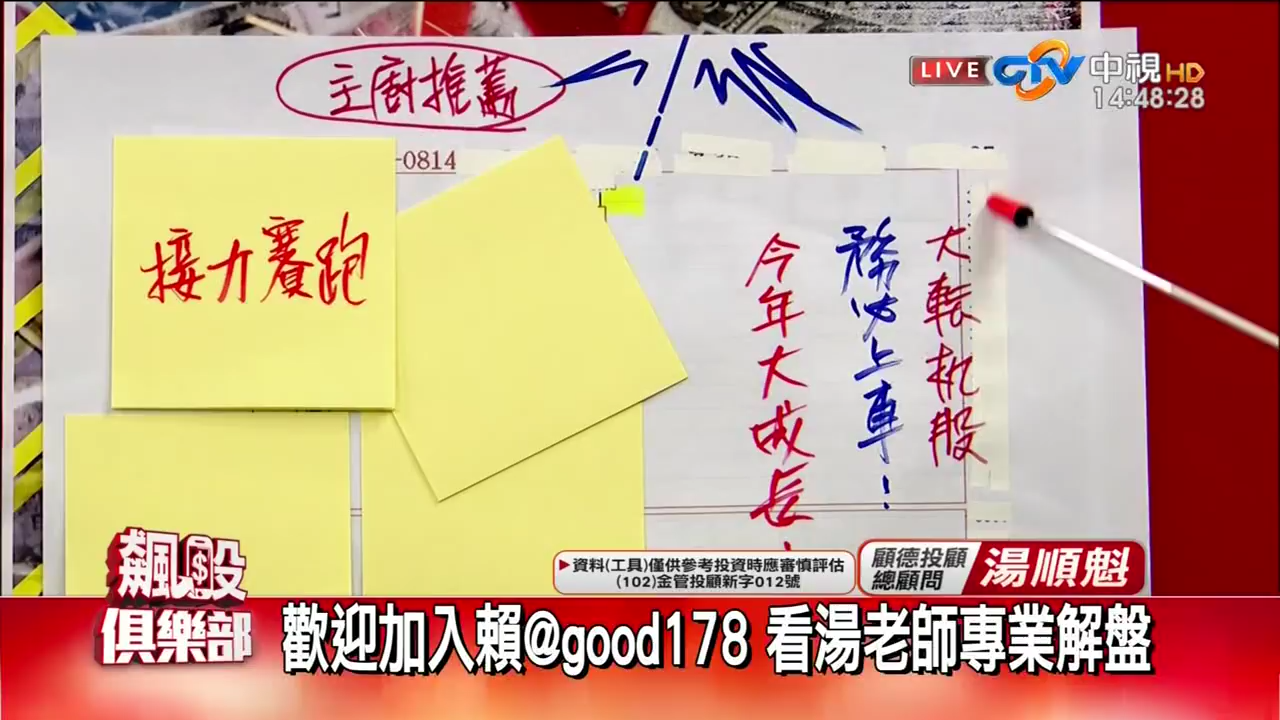 主廚推薦
LIVE CTV 中視HD
14:48:28
-0814
接力賽跑
大転机股
務必上車！
今年大成長！
飆股俱樂部
▶資料(工具)僅供參考投資時應審慎評估
(102)金管投顧新字012號
顧德投顧
總顧問
湯順魁
歡迎加入賴@good178 看湯老師專業解盤